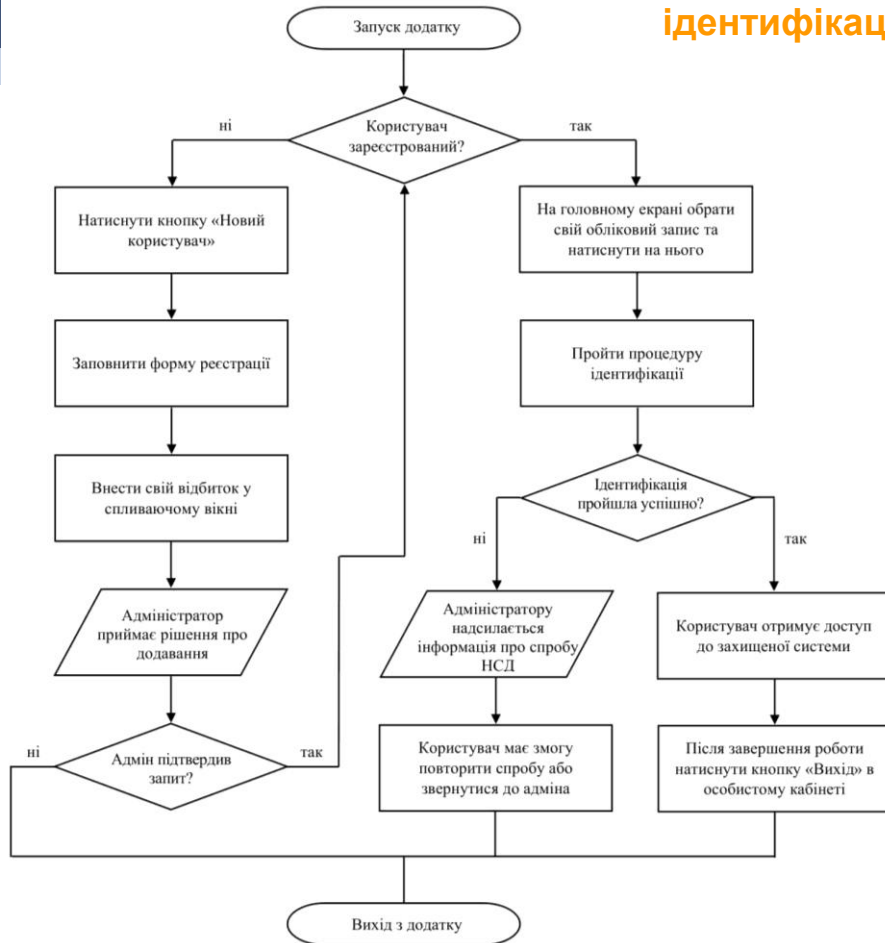 ідентифікац
Запуск додатку
Користувач
зареєстрований?
ні
так
Натиснути кнопку «Новий
користувач»
На головному екрані обрати
свій обліковий запис та
натиснути на нього
Заповнити форму реєстрації
Пройти процедуру
ідентифікації
Внести свій відбиток у
спливаючому вікні
Ідентифікація
пройшла успішно?
ні
так
Адміністратор
приймає рішення про
додавання
Адміністратору
надсилається
інформація про спробу
НСД
Користувач отримує доступ
до захищеної системи
ні
Адмін підтвердив
запит?
так
Користувач має змогу
повторити спробу або
звернутися до адміна
Після завершення роботи
натиснути кнопку «Вихід» в
особистому кабінеті
Вихід з додатку